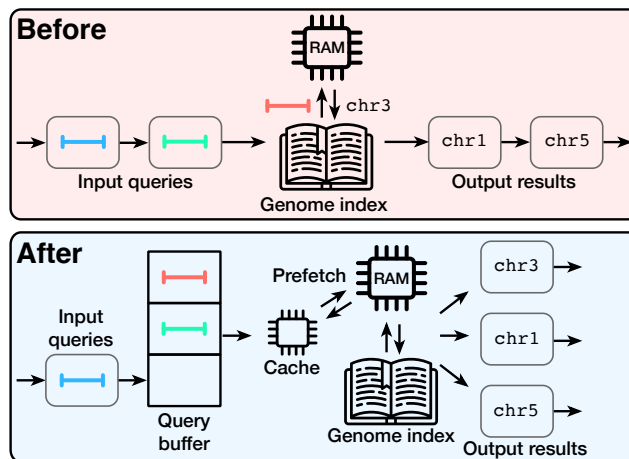 Before
RAM
chr3
Input queries
Genome index
chr1
chr5
Output results
After
Input
queries
Query
buffer
Prefetch
Cache
RAM
Genome index
chr3
chr1
chr5
Output results